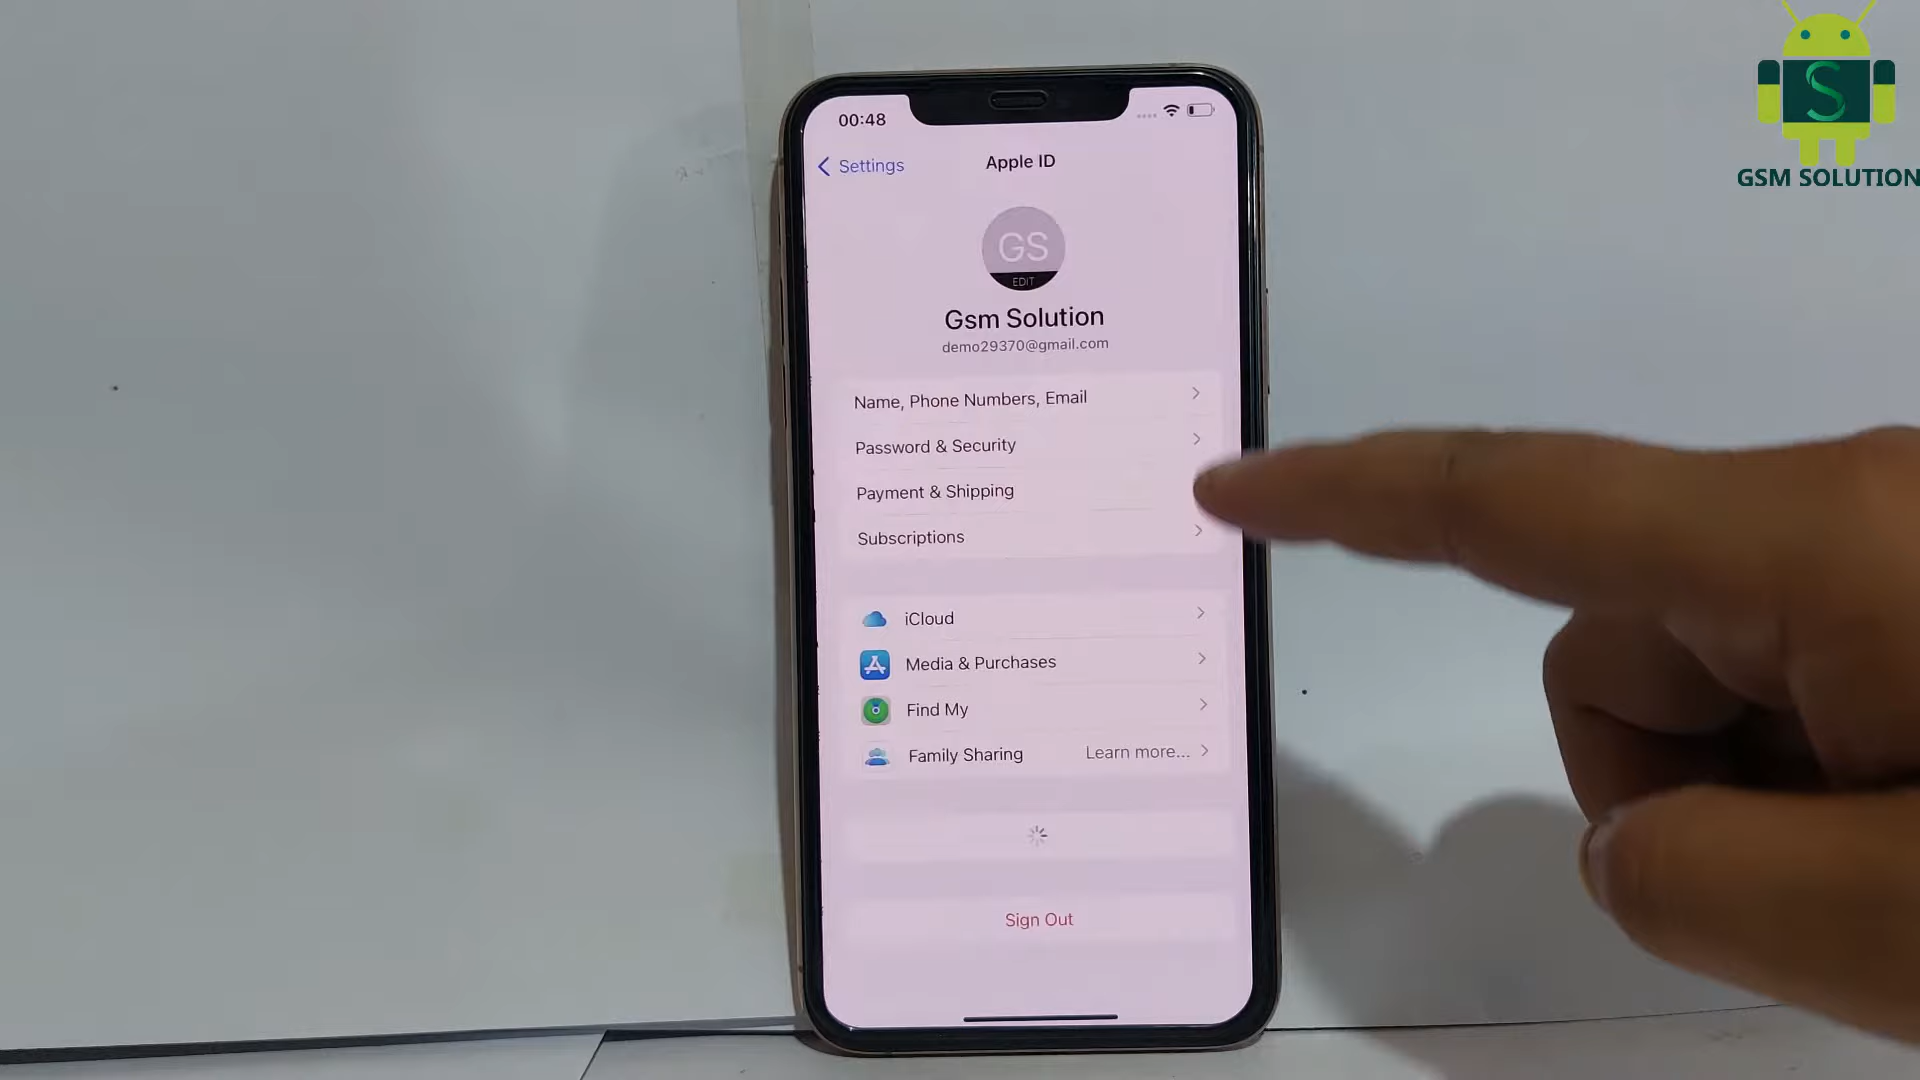 00:48
Settings
Apple ID
GS
EDIT
Gsm Solution
demo29370@gmail.com
Name, Phone Numbers, Email
Password & Security
Payment & Shipping
Subscriptions
iCloud
Media & Purchases
Find My
Family Sharing Learn more...
Sign Out
S
GSM SOLUTION